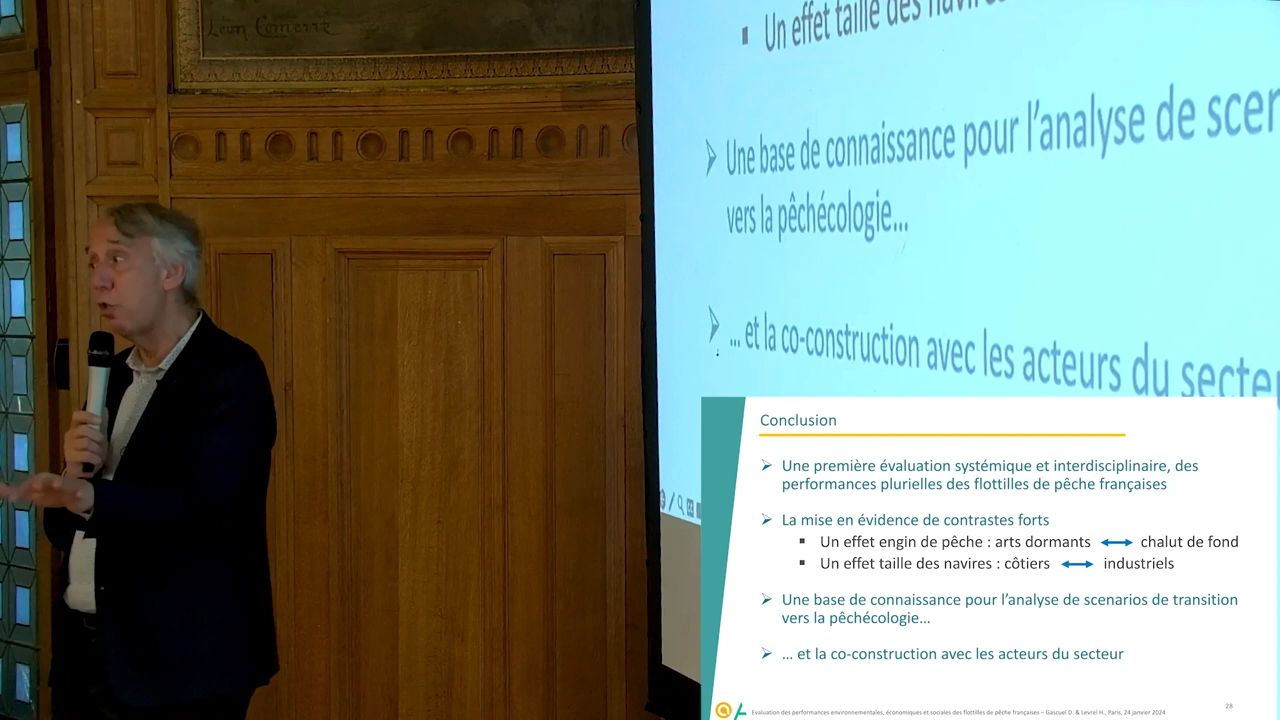 Léon Comerre
Un effet taille des navires
Une base de connaissance pour l'analyse de scen
vers la pêchécologie...
... et la co-construction avec les acteurs du secteu
Conclusion
Une première évaluation systémique et interdisciplinaire, des
performances plurielles des flottilles de pêche françaises
La mise en évidence de contrastes forts
Un effet engin de pêche : arts dormants chalut de fond
Un effet taille des navires : côtiers industriels
Une base de connaissance pour l'analyse de scenarios de transition
vers la pêchécologie...
... et la co-construction avec les acteurs du secteur
Evaluation des performances environnementales, économiques et sociales des flottilles de pêche françaises – Gascuel D. & Levrel H., Paris, 24 janvier 2024
28